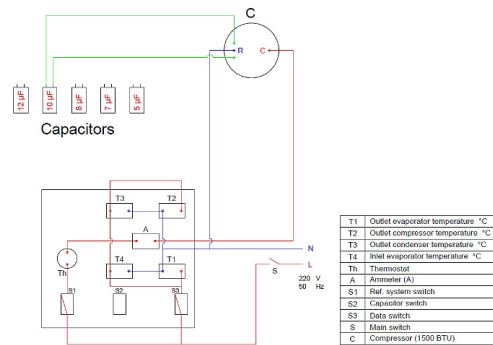 C
R
C
12 µF
10 µF
8 µF
7 µF
5 µF
Capacitors
T3
T2
A
N
T4
T1
L
Th
S
220 V
50 Hz
S1
S2
S3
T1 Outlet evaporator temperature °C
T2 Outlet compressor temperature °C
T3 Outlet condenser temperature °C
T4 Inlet evaporator temperature °C
Th Thermostat
A Ammeter (A)
S1 Ref. system switch
S2 Capacitor switch
S3 Data switch
S Main switch
C Compressor (1500 BTU)